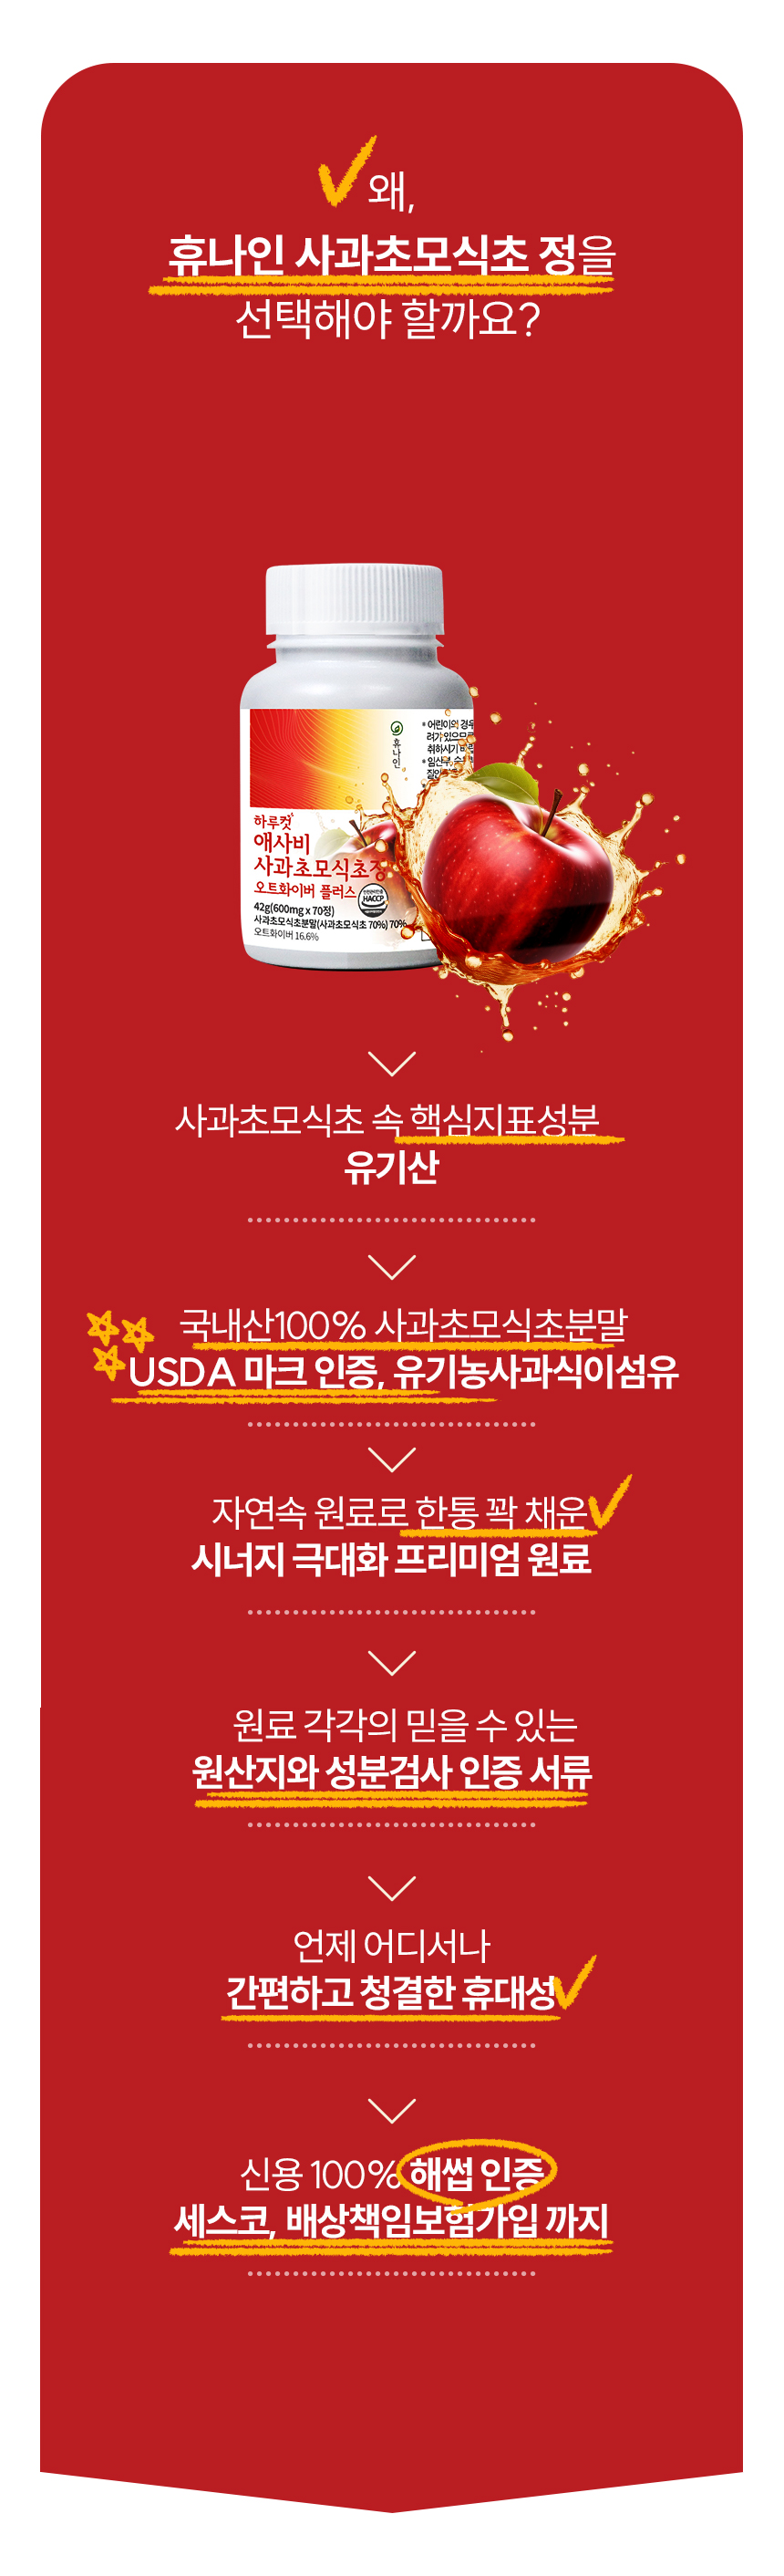 왜,
휴나인 사과초모식초 정을
선택해야 할까요?
휴나인
* 어린이의 경우
취하시기
하루컷
애사비
사과초모식초정
오트화이버 플러스
HACCP
42g(600mg x 70정)
사과초모식초분말(사과초모식초 70%) 70%
오트화이버 16.6%
사과초모식초 속 핵심지표성분
유기산
국내산100% 사과초모식초분말
USDA 마크 인증, 유기농사과식이섬유
자연속 원료로 한통 꽉 채운
시너지 극대화 프리미엄 원료
원료 각각의 믿을 수 있는
원산지와 성분검사 인증 서류
언제 어디서나
간편하고 청결한 휴대성
신용 100% 해썹 인증
세스코, 배상책임보험가입 까지